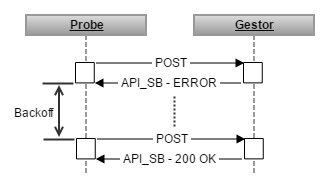 Probe
Gestor
POST
API_SB - ERROR
Backoff
POST
API_SB - 200 OK